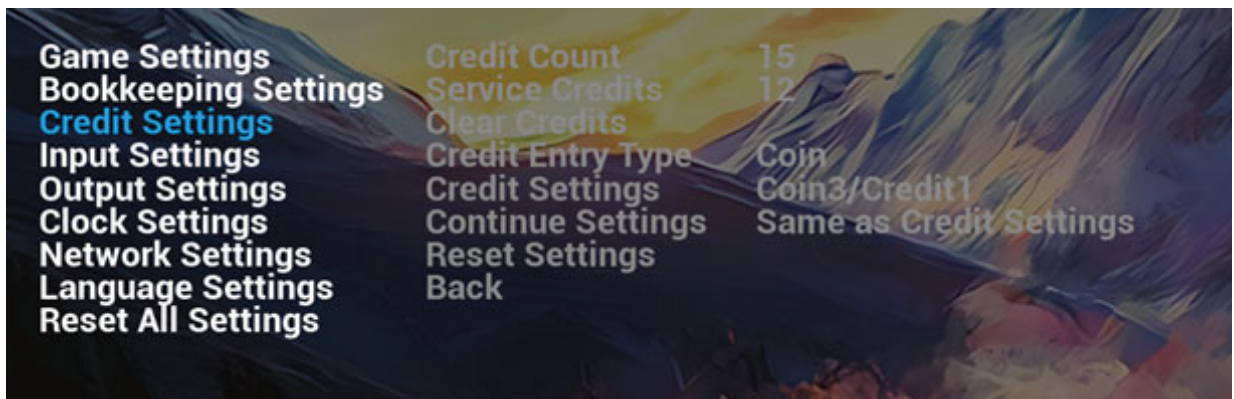 Game Settings Credit Count 15
Bookkeeping Settings Service Credits 12
Credit Settings Clear Credits
Input Settings Credit Entry Type Coin
Output Settings Credit Settings Coin3/Credit1
Clock Settings Continue Settings Same as Credit Settings
Network Settings Reset Settings
Language Settings Back
Reset All Settings